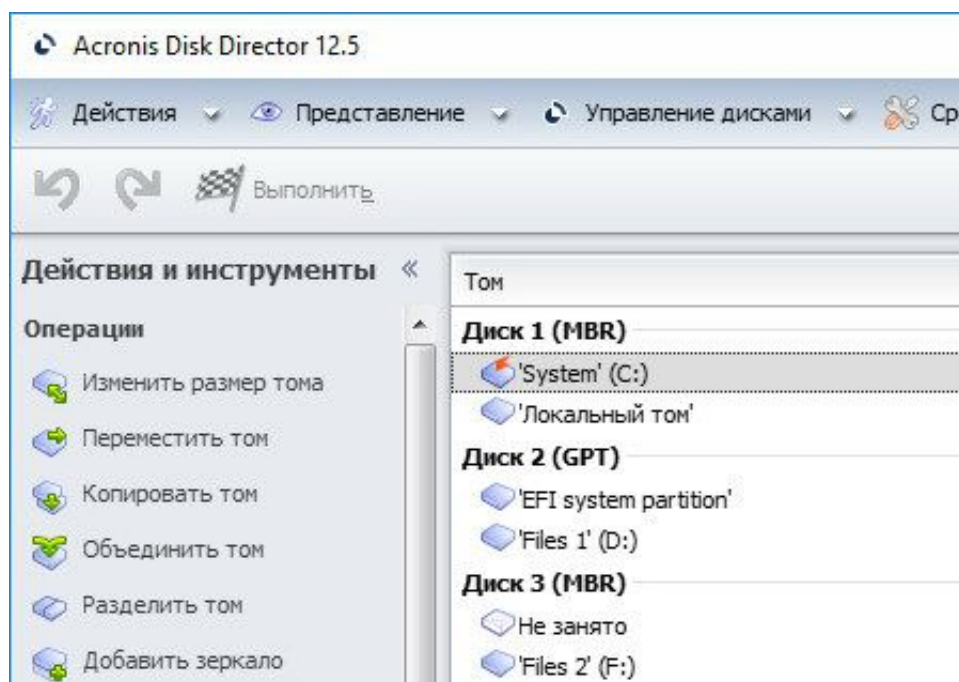 Acronis Disk Director 12.5
Действия Представление Управление дисками Ср
Выполнить
Действия и инструменты «
Операции
Изменить размер тома
Переместить том
Копировать том
Объединить том
Разделить том
Добавить зеркало
Том
Диск 1 (MBR)
'System' (C:)
'Локальный том'
Диск 2 (GPT)
'EFI system partition'
'Files 1' (D:)
Диск 3 (MBR)
Не занято
'Files 2' (F:)